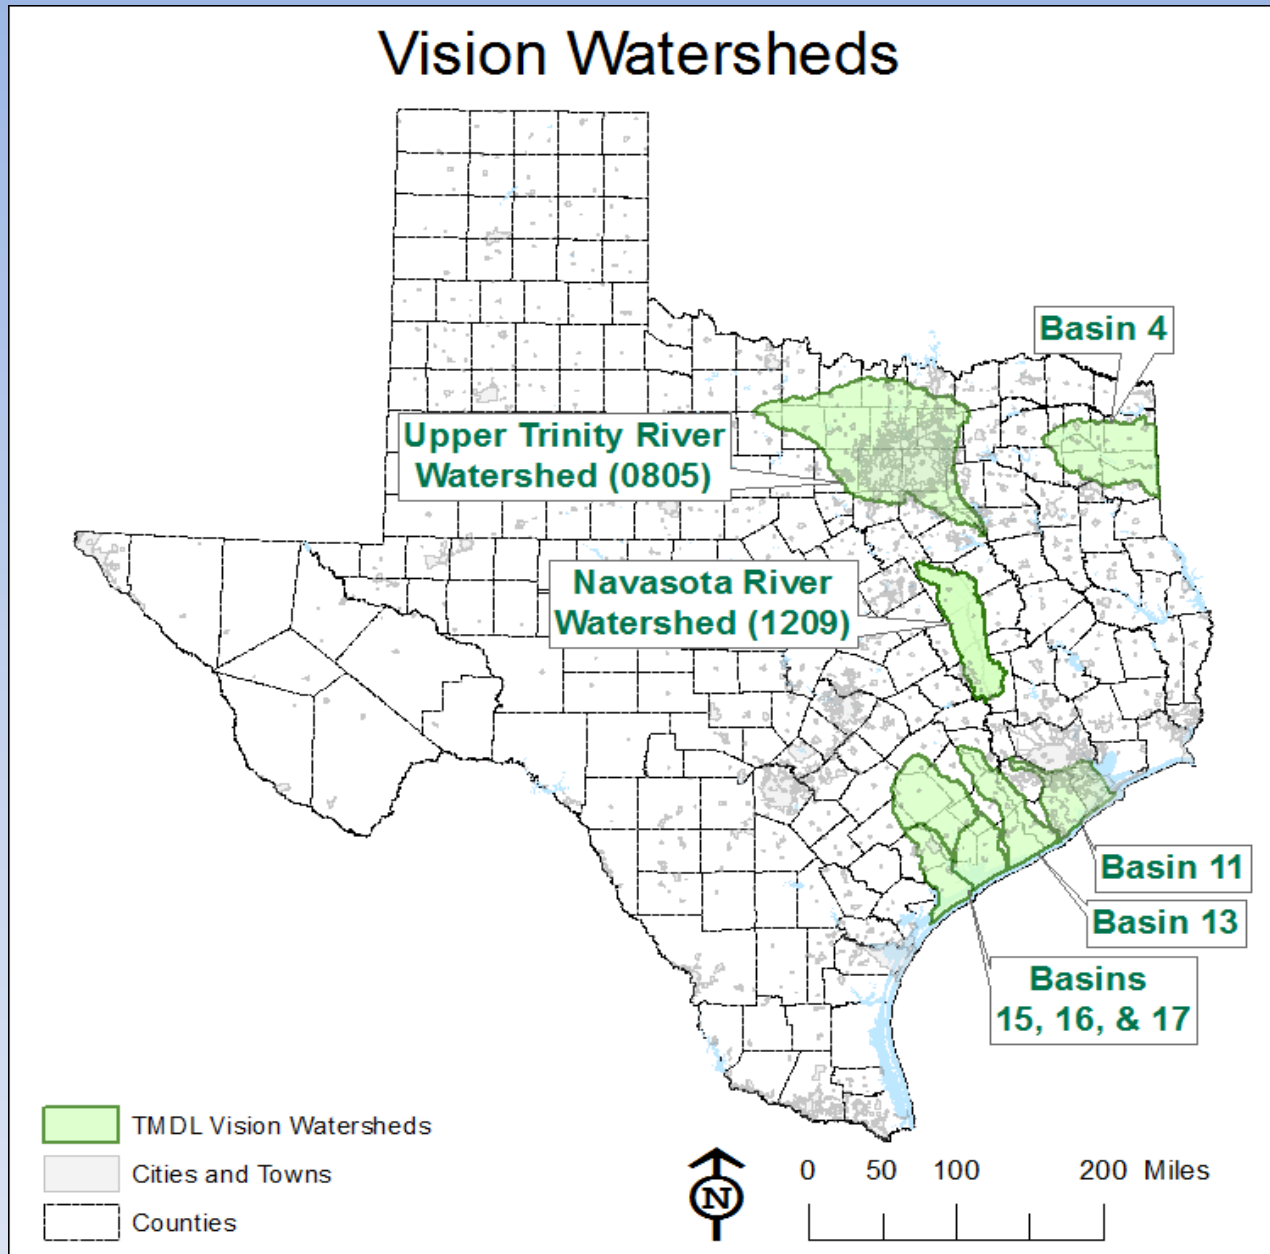 Vision Watersheds
Basin 4
Upper Trinity River
Watershed (0805)
Navasota River
Watershed (1209)
Basin 11
Basin 13
Basins
15, 16, & 17
TMDL Vision Watersheds
Cities and Towns
Counties
N
0 50 100 200 Miles